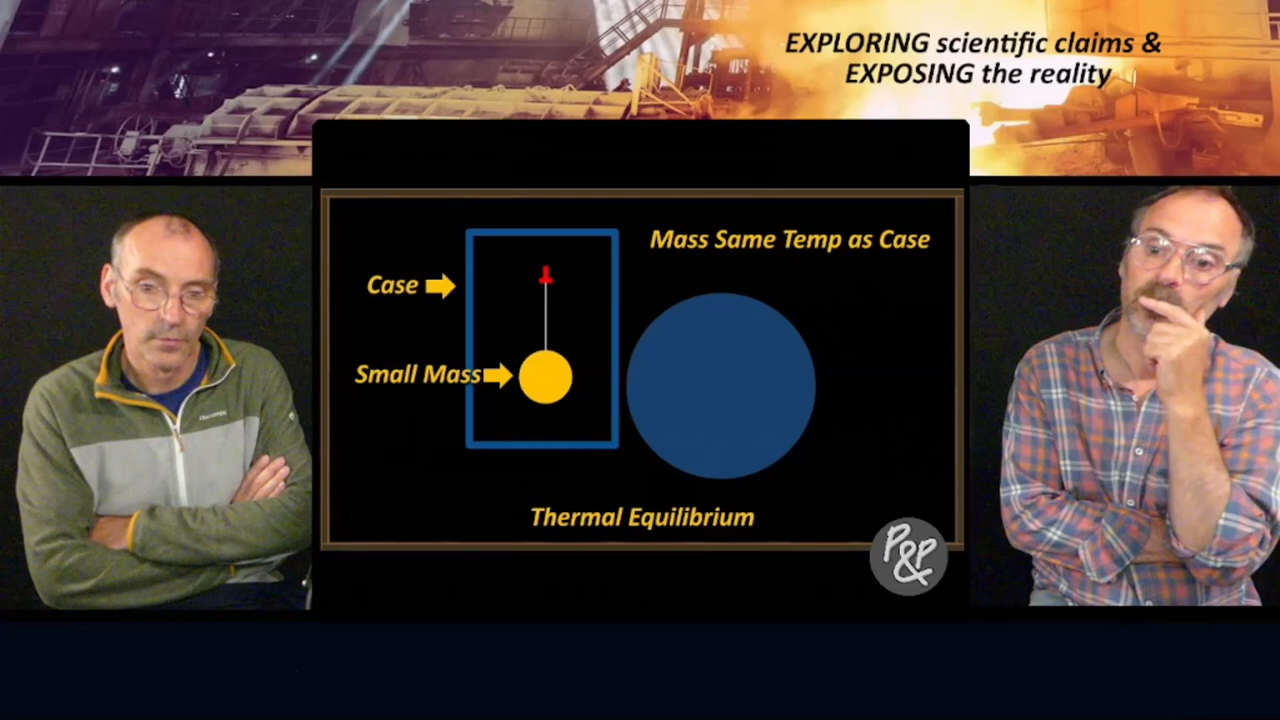 EXPLORING scientific claims &
EXPOSING the reality
Mass Same Temp as Case
Case
Small Mass
Thermal Equilibrium
P&P